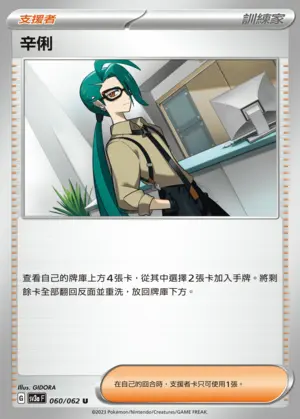 支援者
訓練家
辛俐
查看自己的牌庫上方4張卡，從其中選擇2張卡加入手牌。將剩
餘卡全部翻回反面並重洗，放回牌庫下方。
Illus. GIDORA
G SV3a F 060/062 U
在自己的回合時，支援者卡只可使用1張。
©2023 Pokémon/Nintendo/Creatures/GAME FREAK.